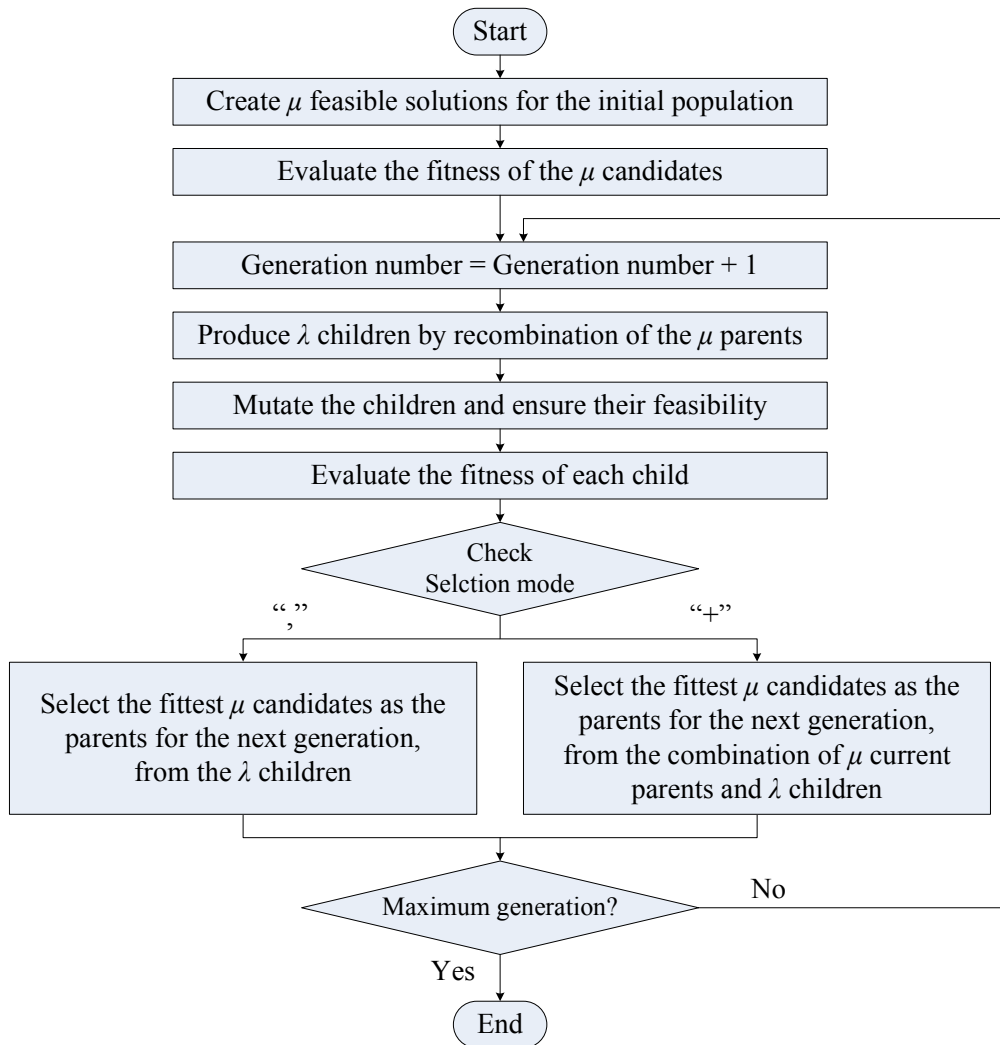 Start
Create μ feasible solutions for the initial population
Evaluate the fitness of the μ candidates
Generation number = Generation number + 1
Produce λ children by recombination of the μ parents
Mutate the children and ensure their feasibility
Evaluate the fitness of each child
Check
Selction mode
“,”
“+”
Select the fittest μ candidates as the
parents for the next generation,
from the λ children
Select the fittest μ candidates as the
parents for the next generation,
from the combination of μ current
parents and λ children
Maximum generation?
No
Yes
End